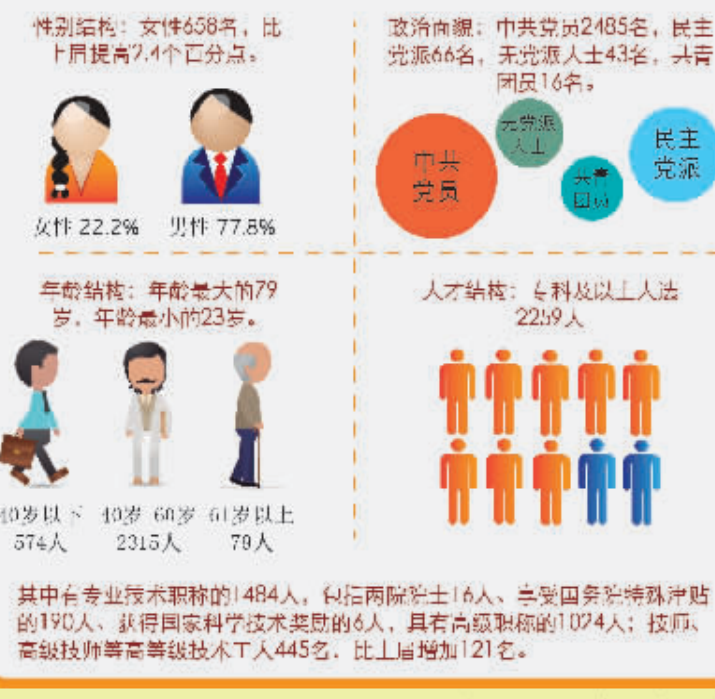 性别结构：女性658名，比
上届提高2.4个百分点。
女性 22.2%
男性 77.8%
政治面貌：中共党员2485名，民主
党派66名，无党派人士43名，共青
团员16名。
中共
党员
无党派
人士
共青
团员
民主
党派
年龄结构：年龄最大的79
岁，年龄最小的23岁。
40岁以下
574人
40岁-60岁
2315人
61岁以上
79人
人才结构：专科及以上人选
2259人
其中有专业技术职称的1484人，包括两院院士16人、享受国务院特殊津贴
的190人、获得国家科学技术奖励的6人，具有高级职称的1024人；技师、
高级技师等高等级技术工人445名，比上届增加121名。